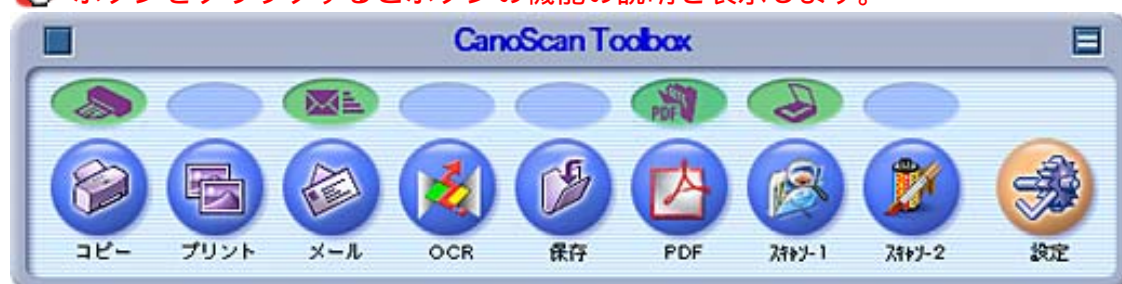 ボタンをクリックするとボタンの機能の説明を表示します。
CanoScan Toolbox
PDF
コピー プリント メール OCR 保存 PDF ｽｷｬﾅｰ-1 ｽｷｬﾅｰ-2 設定